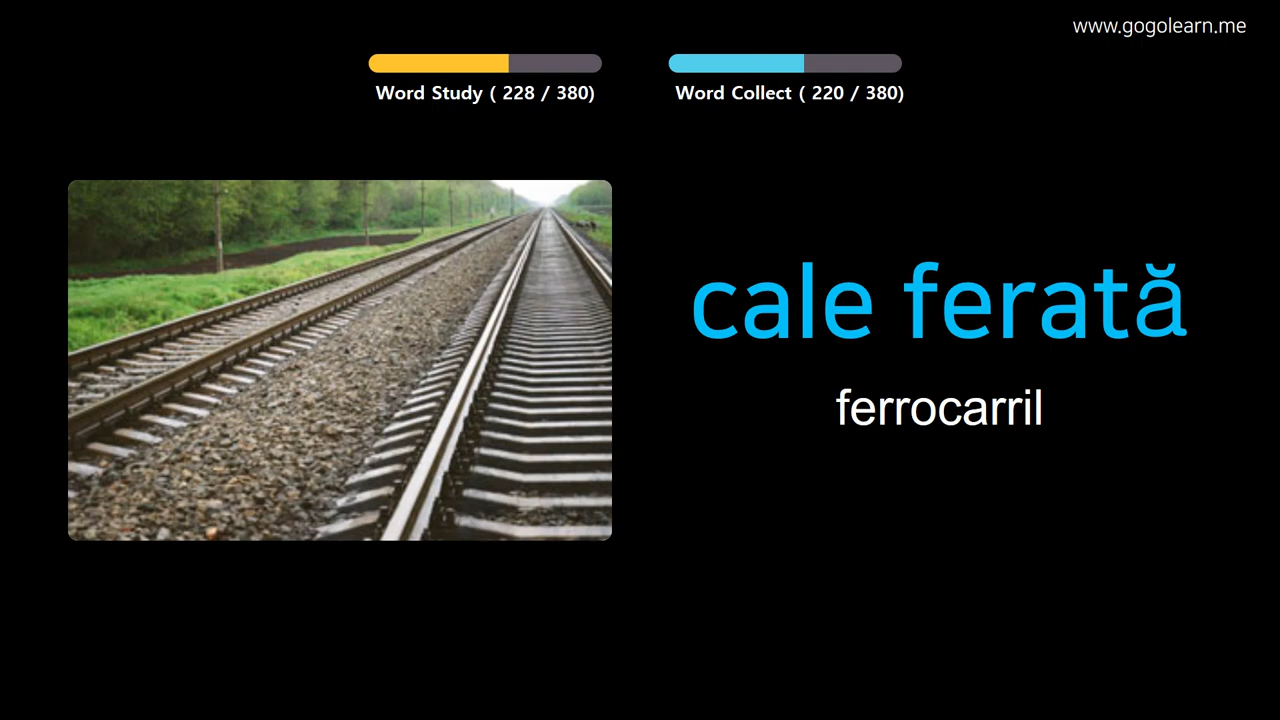 www.gogolearn.me
Word Study ( 228 / 380)
Word Collect ( 220 / 380)
cale ferată
ferrocarril